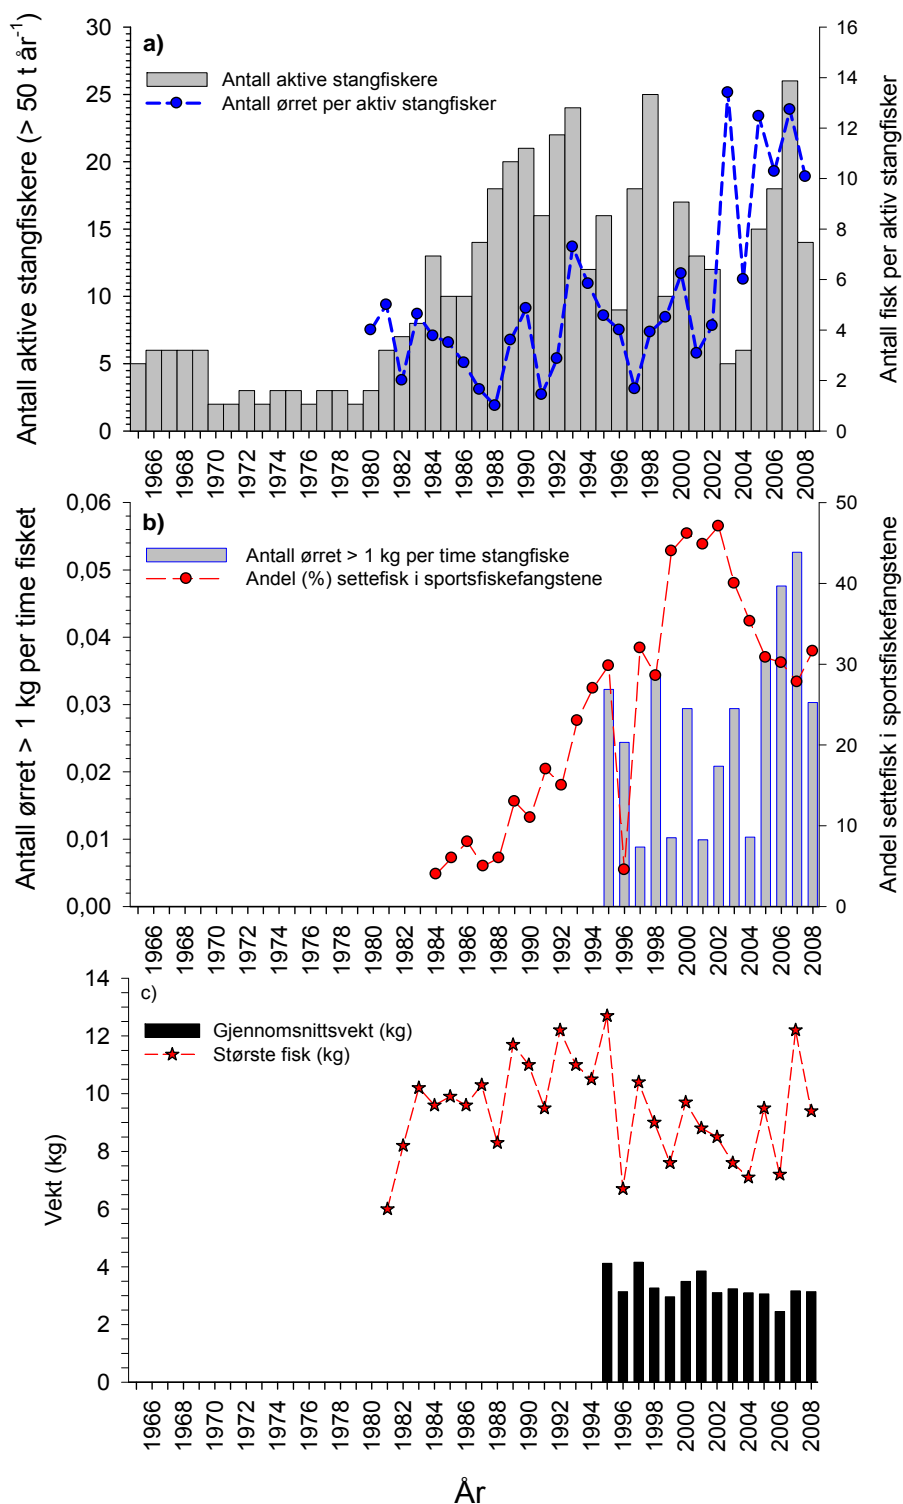 a)
Antall aktive stangfiskere
Antall ørret per aktiv stangfisker
Antall aktive stangfiskere (> 50 t år-1)
30
25
20
15
10
5
0
16
14
12
10
8
6
4
2
0
Antall fisk per aktiv stangfisker
1966 1968 1970 1972 1974 1976 1978 1980 1982 1984 1986 1988 1990 1992 1994 1996 1998 2000 2002 2004 2006 2008
b)
Antall ørret > 1 kg per time stangfiske
Andel (%) settefisk i sportsfiskefangstene
Antall ørret > 1 kg per time fisket
0,06
0,05
0,04
0,03
0,02
0,01
0,00
50
40
30
20
10
0
Andel settefisk i sportsfiskefangstene
1966 1968 1970 1972 1974 1976 1978 1980 1982 1984 1986 1988 1990 1992 1994 1996 1998 2000 2002 2004 2006 2008
c)
Gjennomsnittsvekt (kg)
Største fisk (kg)
Vekt (kg)
14
12
10
8
6
4
2
0
1966 1968 1970 1972 1974 1976 1978 1980 1982 1984 1986 1988 1990 1992 1994 1996 1998 2000 2002 2004 2006 2008
År